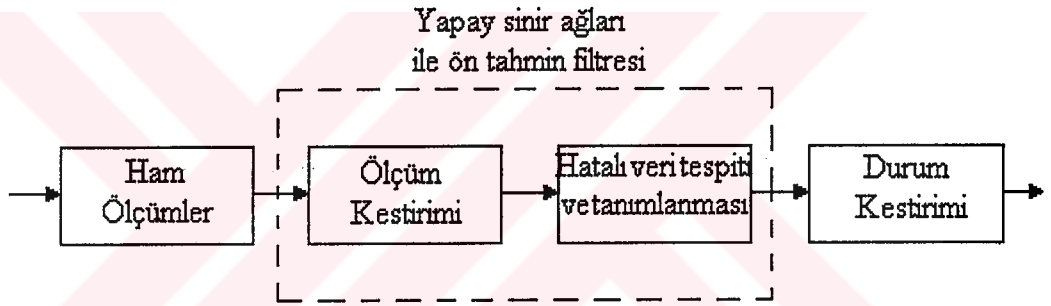 Yapay sinir ağları
ile ön tahmin filtresi
Ham
Ölçümler
Ölçüm
Kestirimi
Hatalı veri tespiti
ve tanımlanması
Durum
Kestirimi